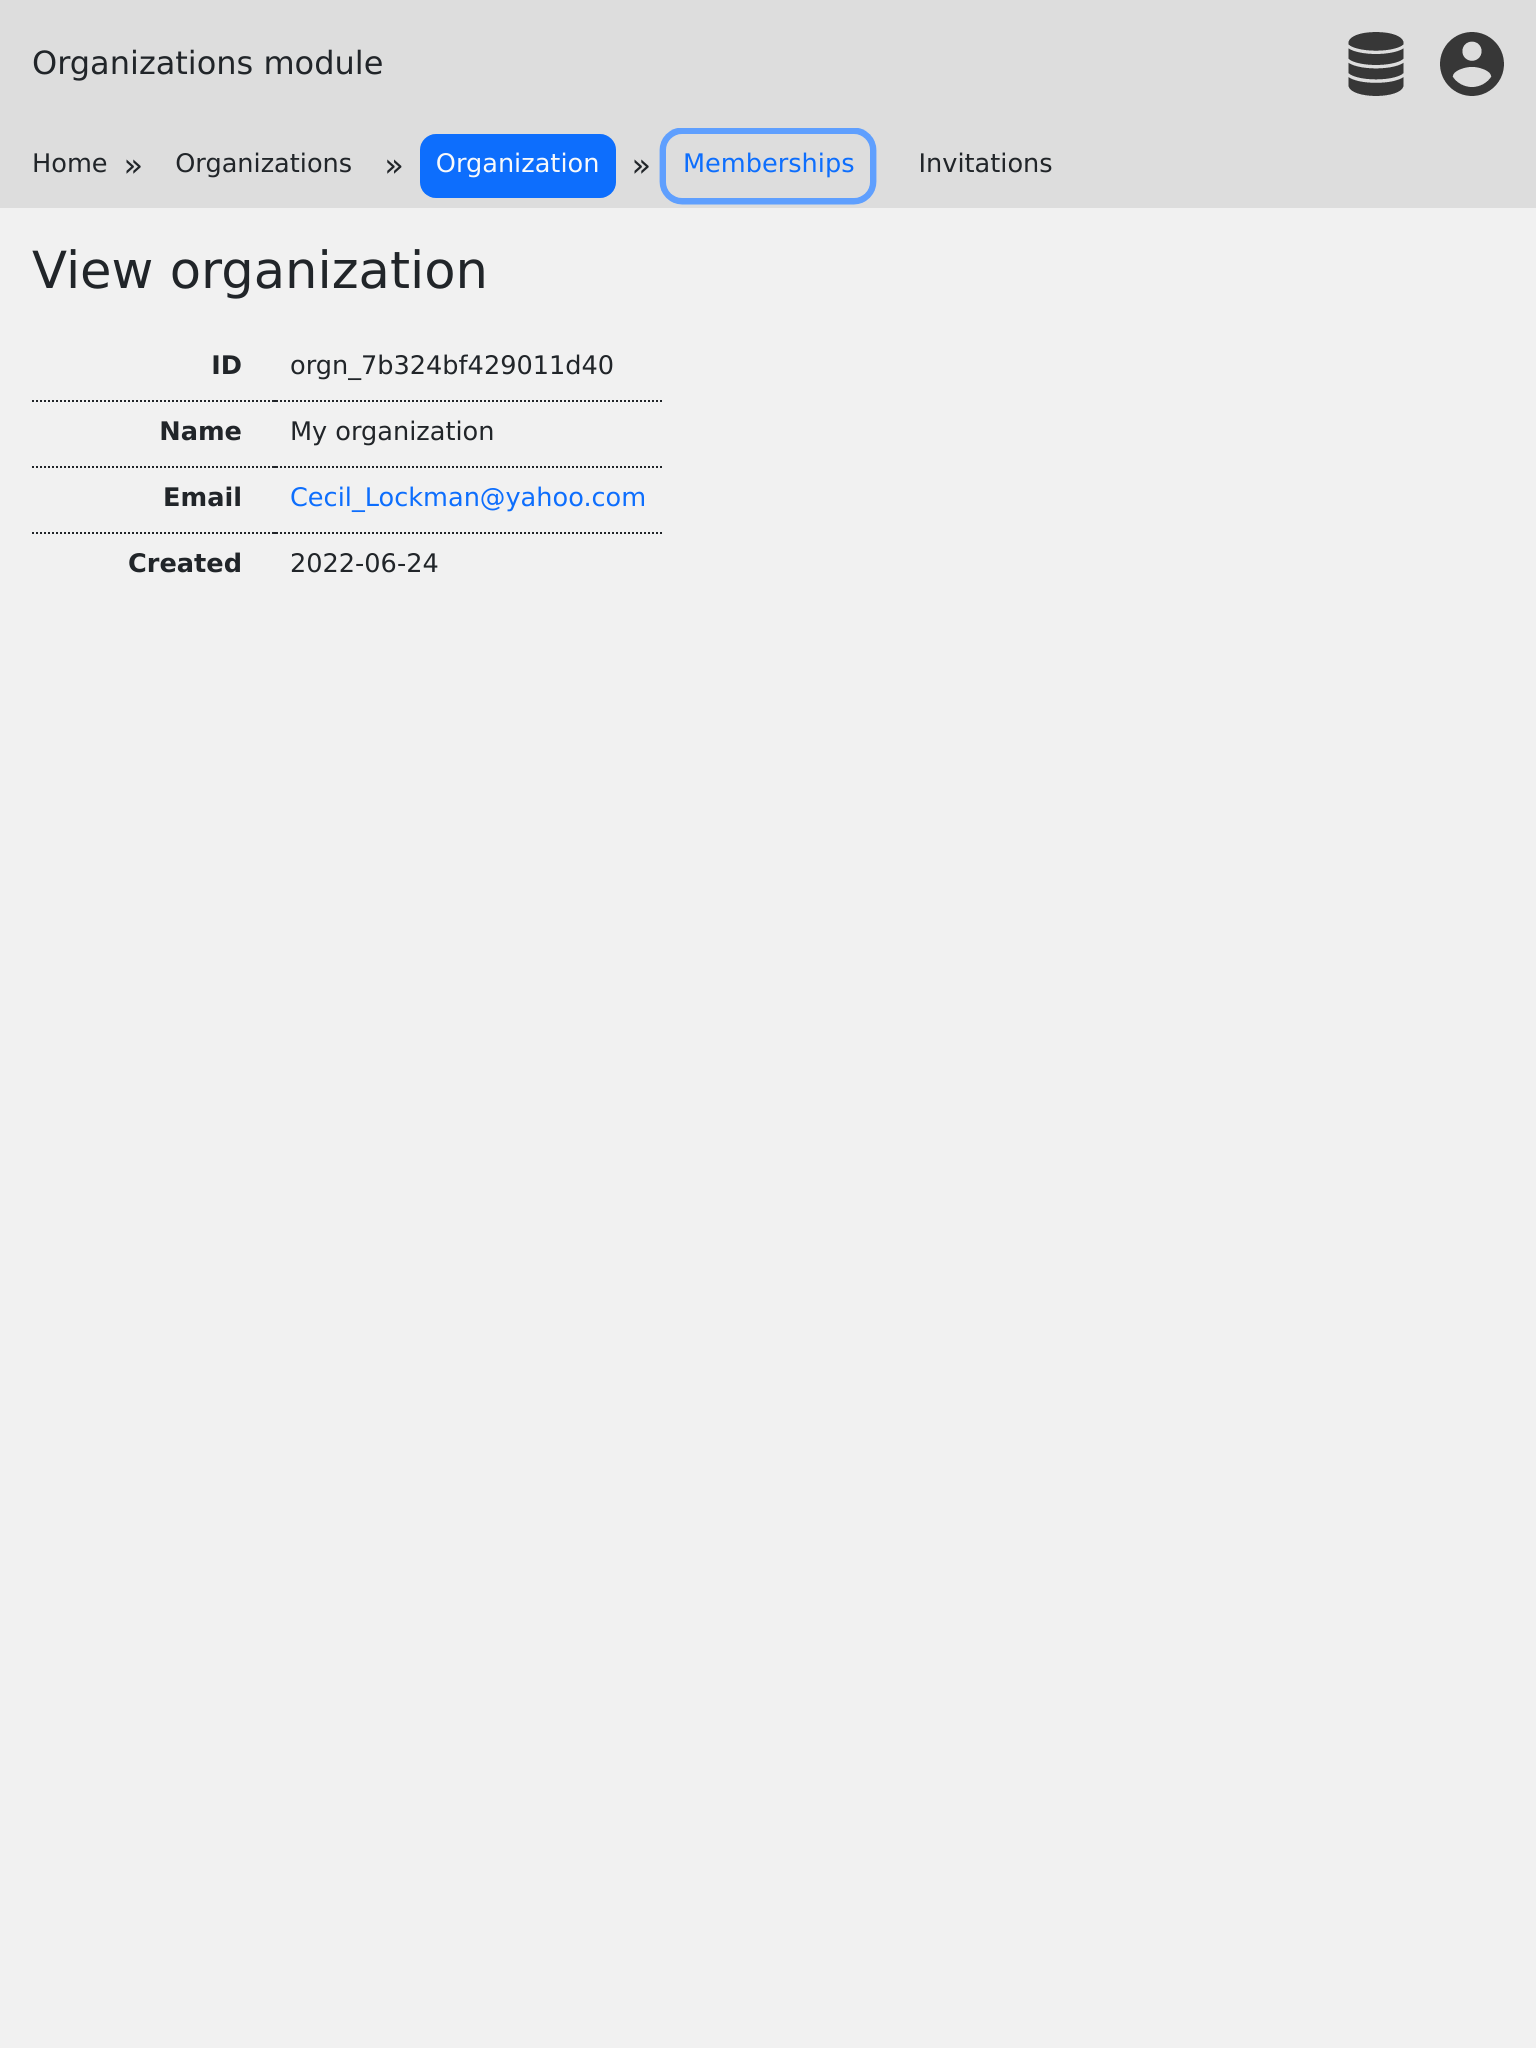 Organizations module
Home » Organizations » Organization » Memberships Invitations
View organization
ID orgn_7b324bf429011d40
Name My organization
Email Cecil_Lockman@yahoo.com
Created 2022-06-24